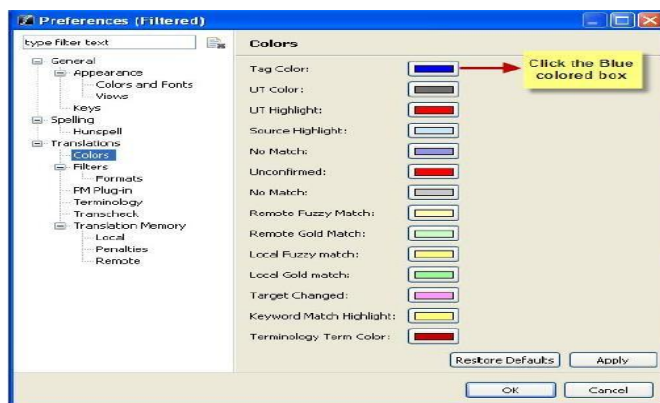 Preferences (Filtered)
type filter text
General
Appearance
Colors and Fonts
Views
Keys
Spelling
Hunspell
Translations
Colors
Filters
Formats
PM Plug-in
Terminology
Transcheck
Translation Memory
Local
Penalties
Remote
Colors
Tag Color:
UT Color:
UT Highlight:
Source Highlight:
No Match:
Unconfirmed:
No Match:
Remote Fuzzy Match:
Remote Gold Match:
Local Fuzzy match:
Local Gold match:
Target Changed:
Keyword Match Highlight:
Terminology Term Color:
Click the Blue
colored box
Restore Defaults
Apply
OK
Cancel